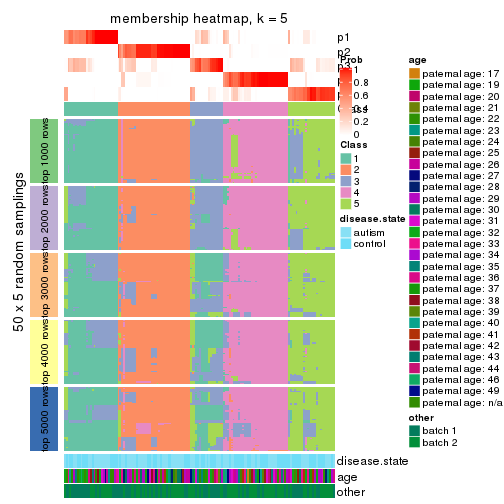 membership heatmap, k = 5
p1
p2
Prob
1
0.8
0.6
0.4
0.2
0
Class
1
2
3
4
5
disease.state
autism
control
age
paternal age: 17
paternal age: 19
paternal age: 20
paternal age: 21
paternal age: 22
paternal age: 23
paternal age: 24
paternal age: 25
paternal age: 26
paternal age: 27
paternal age: 28
paternal age: 29
paternal age: 30
paternal age: 31
paternal age: 32
paternal age: 33
paternal age: 34
paternal age: 35
paternal age: 36
paternal age: 37
paternal age: 38
paternal age: 39
paternal age: 40
paternal age: 41
paternal age: 42
paternal age: 43
paternal age: 44
paternal age: 46
paternal age: 49
paternal age: n/a
other
batch 1
batch 2
50 x 5 random samplings
top 1000 rows
top 2000 rows
top 3000 rows
top 4000 rows
top 5000 rows
disease.state
age
other